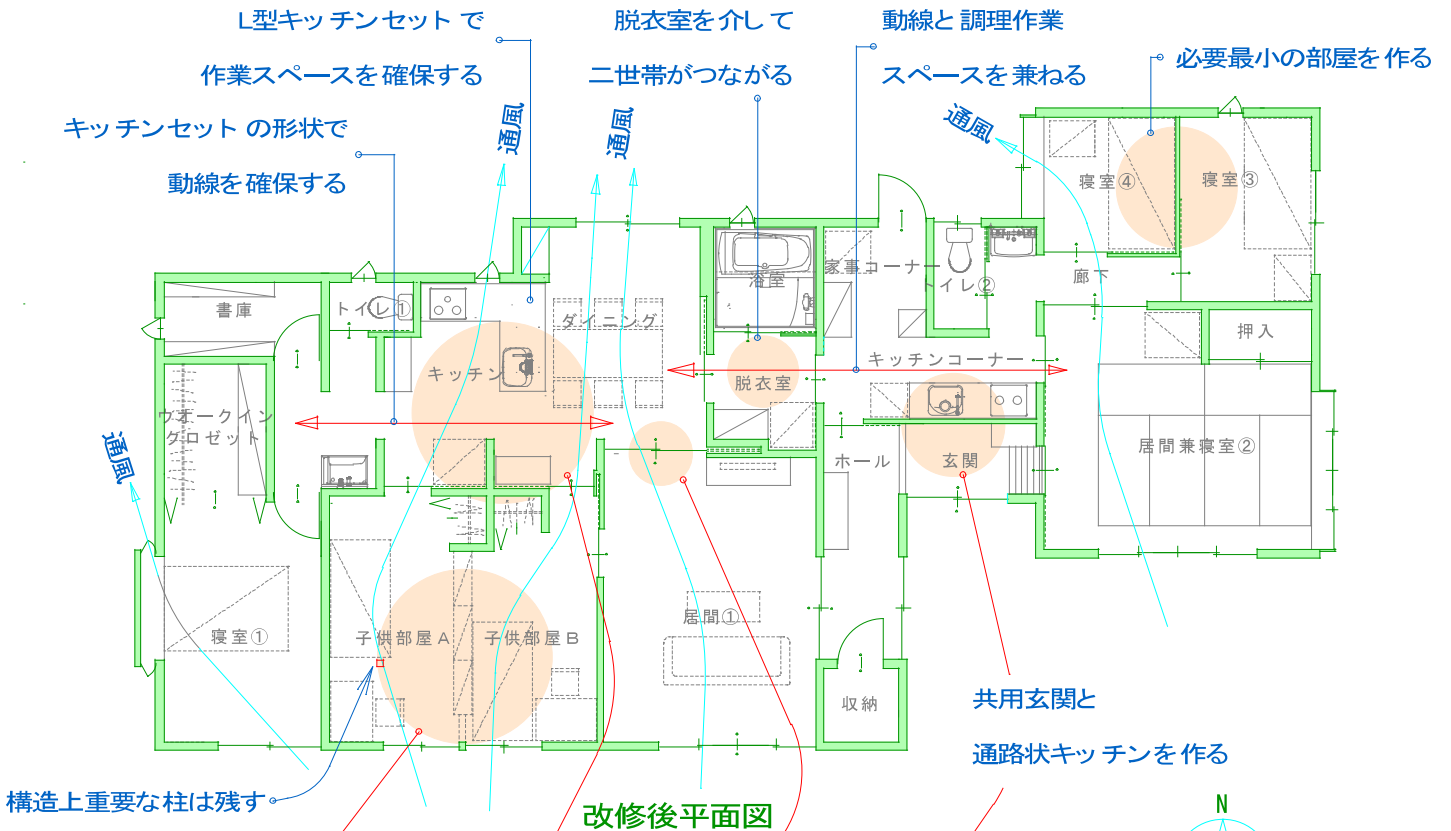 L型キッチンセットで
作業スペースを確保する
脱衣室を介して
二世帯がつながる
動線と調理作業
スペースを兼ねる
必要最小の部屋を作る
キッチンセットの形状で
動線を確保する
通風
通風
通風
通風
寝室④
寝室③
書庫
トイレ①
ダイニング
浴室
家事コーナー
トイレ②
廊下
押入
キッチン
脱衣室
キッチンコーナー
ウオークイン
クロゼット
ホール
玄関
居間兼寝室②
寝室①
子供部屋A
子供部屋B
居間①
収納
共用玄関と
通路状キッチンを作る
構造上重要な柱は残す
改修後平面図
N